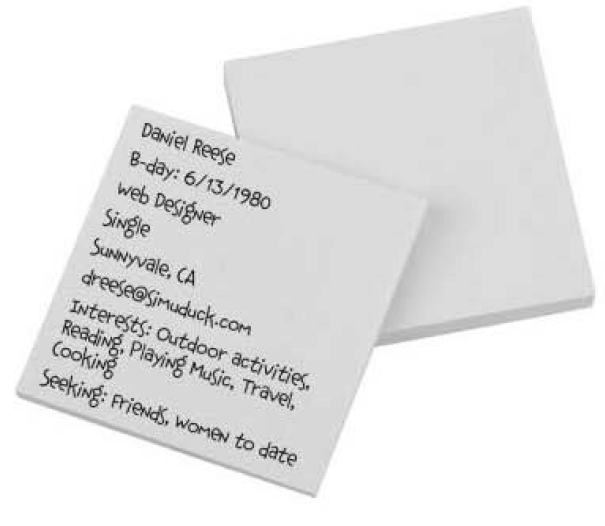 Daniel Reese
B-day: 6/13/1980
Web Designer
Single
Sunnyvale, CA
dreese@simuduck.com
Interests: Outdoor activities,
Reading, Playing Music, Travel,
Cooking
Seeking: Friends, women to date